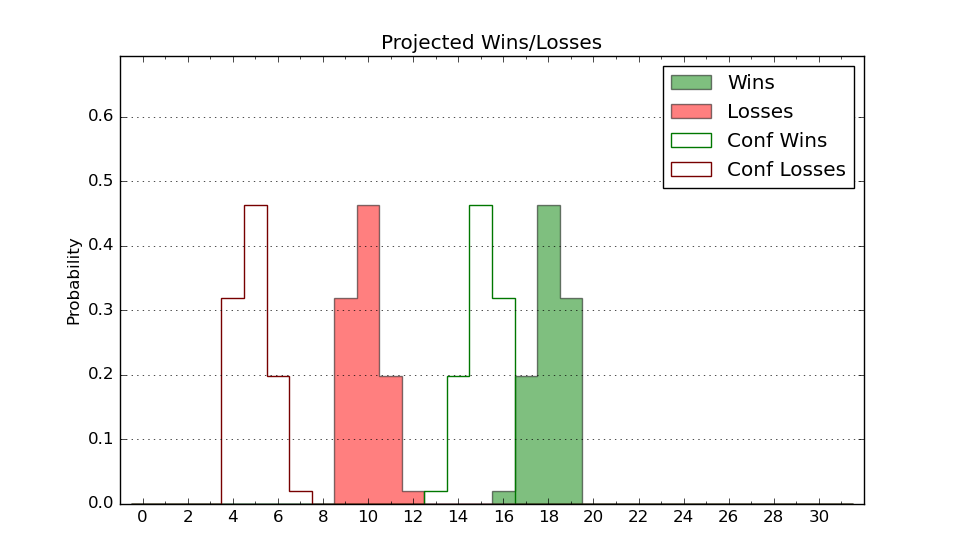 Projected Wins/Losses
Wins
Losses
Conf Wins
Conf Losses
Probability
0.6
0.5
0.4
0.3
0.2
0.1
0.0
0 2 4 6 8 10 12 14 16 18 20 22 24 26 28 30